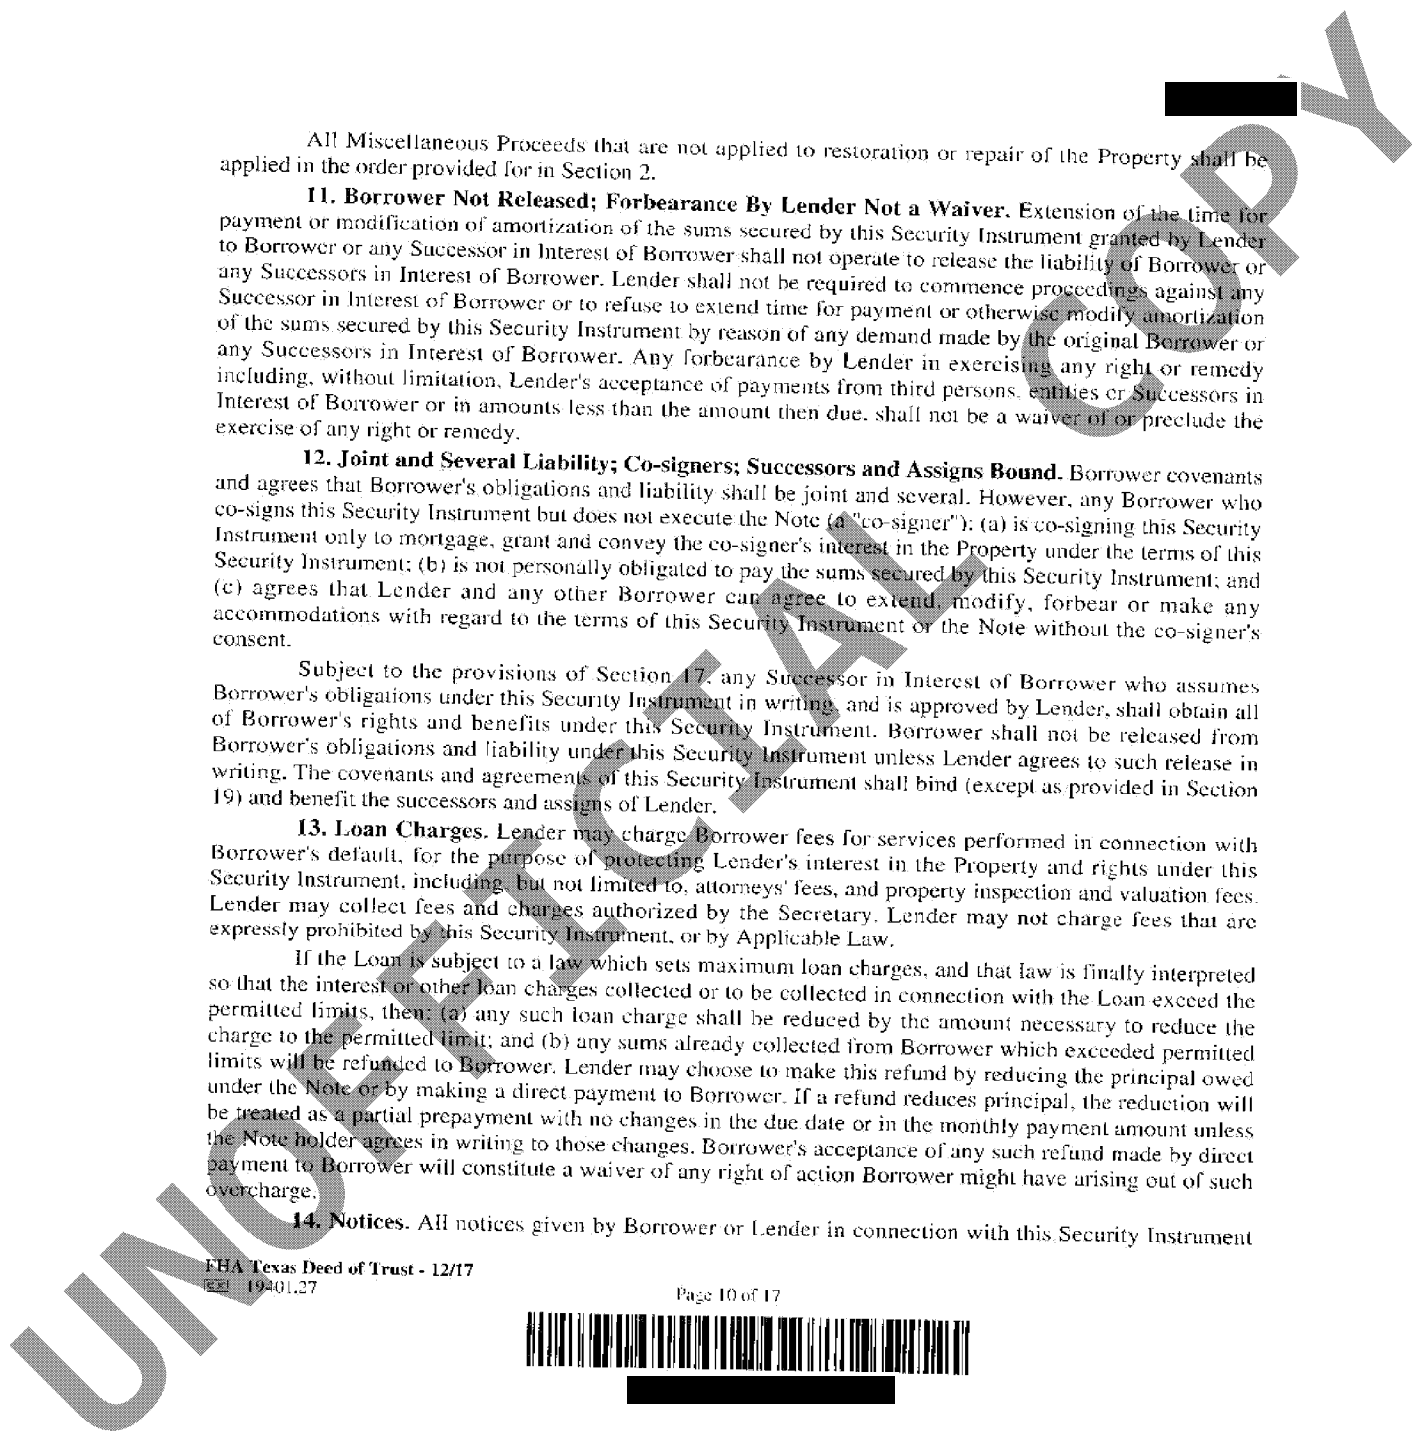 All Miscellaneous Proceeds that are not applied to restoration or repair of the Property shall be
applied in the order provided for in Section 2.
11. Borrower Not Released; Forbearance By Lender Not a Waiver. Extension of the time for
payment or modification of amortization of the sums secured by this Security Instrument granted by Lender
to Borrower or any Successor in Interest of Borrower shall not operate to release the liability of Borrower or
any Successors in Interest of Borrower. Lender shall not be required to commence proceedings against any
Successor in Interest of Borrower or to refuse to extend time for payment or otherwise modify amortization
of the sums secured by this Security Instrument by reason of any demand made by the original Borrower or
any Successors in Interest of Borrower. Any forbearance by Lender in exercising any right or remedy
including, without limitation, Lender's acceptance of payments from third persons, entities or Successors in
Interest of Borrower or in amounts less than the amount then due, shall not be a waiver of or preclude the
exercise of any right or remedy.
12. Joint and Several Liability; Co-signers; Successors and Assigns Bound. Borrower covenants
and agrees that Borrower's obligations and liability shall be joint and several. However, any Borrower who
co-signs this Security Instrument but does not execute the Note (a "co-signer"): (a) is co-signing this Security
Instrument only to mortgage, grant and convey the co-signer's interest in the Property under the terms of this
Security Instrument; (b) is not personally obligated to pay the sums secured by this Security Instrument; and
(c) agrees that Lender and any other Borrower can agree to extend, modify, forbear or make any
accommodations with regard to the terms of this Security Instrument or the Note without the co-signer's
consent.
Subject to the provisions of Section 17, any Successor in Interest of Borrower who assumes
Borrower's obligations under this Security Instrument in writing, and is approved by Lender, shall obtain all
of Borrower's rights and benefits under this Security Instrument. Borrower shall not be released from
Borrower's obligations and liability under this Security Instrument unless Lender agrees to such release in
writing. The covenants and agreements of this Security Instrument shall bind (except as provided in Section
19) and benefit the successors and assigns of Lender.
13. Loan Charges. Lender may charge Borrower fees for services performed in connection with
Borrower's default, for the purpose of protecting Lender's interest in the Property and rights under this
Security Instrument, including, but not limited to, attorneys' fees, and property inspection and valuation fees.
Lender may collect fees and charges authorized by the Secretary. Lender may not charge fees that are
expressly prohibited by this Security Instrument, or by Applicable Law.
If the Loan is subject to a law which sets maximum loan charges, and that law is finally interpreted
so that the interest or other loan charges collected or to be collected in connection with the Loan exceed the
permitted limits, then: (a) any such loan charge shall be reduced by the amount necessary to reduce the
charge to the permitted limit; and (b) any sums already collected from Borrower which exceeded permitted
limits will be refunded to Borrower. Lender may choose to make this refund by reducing the principal owed
under the Note or by making a direct payment to Borrower. If a refund reduces principal, the reduction will
be treated as a partial prepayment with no changes in the due date or in the monthly payment amount unless
the Note holder agrees in writing to those changes. Borrower's acceptance of any such refund made by direct
payment to Borrower will constitute a waiver of any right of action Borrower might have arising out of such
overcharge.
14. Notices. All notices given by Borrower or Lender in connection with this Security Instrument
FHA Texas Deed of Trust - 12/17
19401.27
Page 10 of 17
UNOFFICIAL COPY